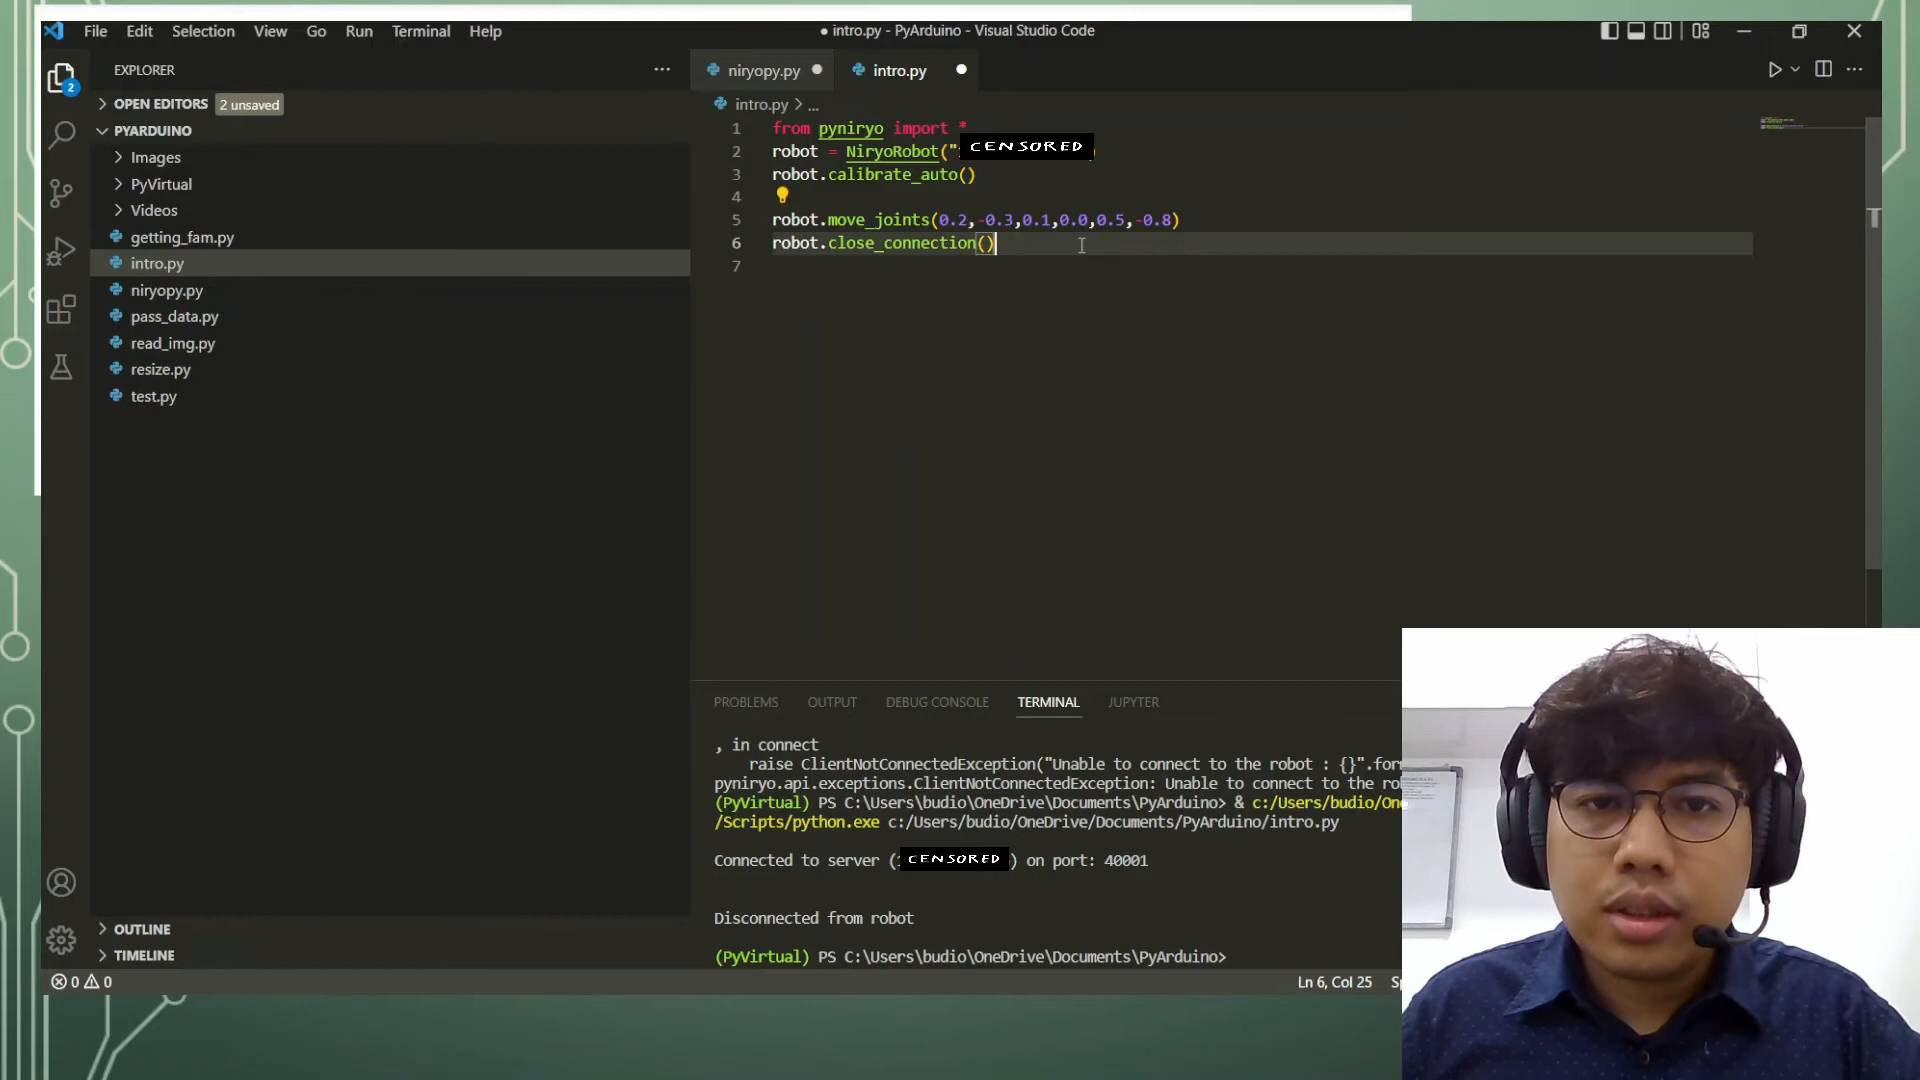 File Edit Selection View Go Run Terminal Help
● intro.py - PyArduino - Visual Studio Code
EXPLORER
niryopy.py
intro.py
2
OPEN EDITORS 2 unsaved
intro.py > ...
PYARDUINO
Images
PyVirtual
Videos
getting_fam.py
intro.py
niryopy.py
pass_data.py
read_img.py
resize.py
test.py
1 from pyniryo import *
2 robot = NiryoRobot(" CENSORED )
3 robot.calibrate_auto()
4
5 robot.move_joints(0.2,-0.3,0.1,0.0,0.5,-0.8)
6 robot.close_connection()
7
PROBLEMS OUTPUT DEBUG CONSOLE TERMINAL JUPYTER
, in connect
raise ClientNotConnectedException("Unable to connect to the robot : {}".for
pyniryo.api.exceptions.ClientNotConnectedException: Unable to connect to the ro
(PyVirtual) PS C:\Users\budio\OneDrive\Documents\PyArduino> & c:/Users/budio/On
/Scripts/python.exe c:/Users/budio/OneDrive/Documents/PyArduino/intro.py
Connected to server ( CENSORED ) on port: 40001
Disconnected from robot
(PyVirtual) PS C:\Users\budio\OneDrive\Documents\PyArduino>
OUTLINE
TIMELINE
0 0
Ln 6, Col 25 Sp